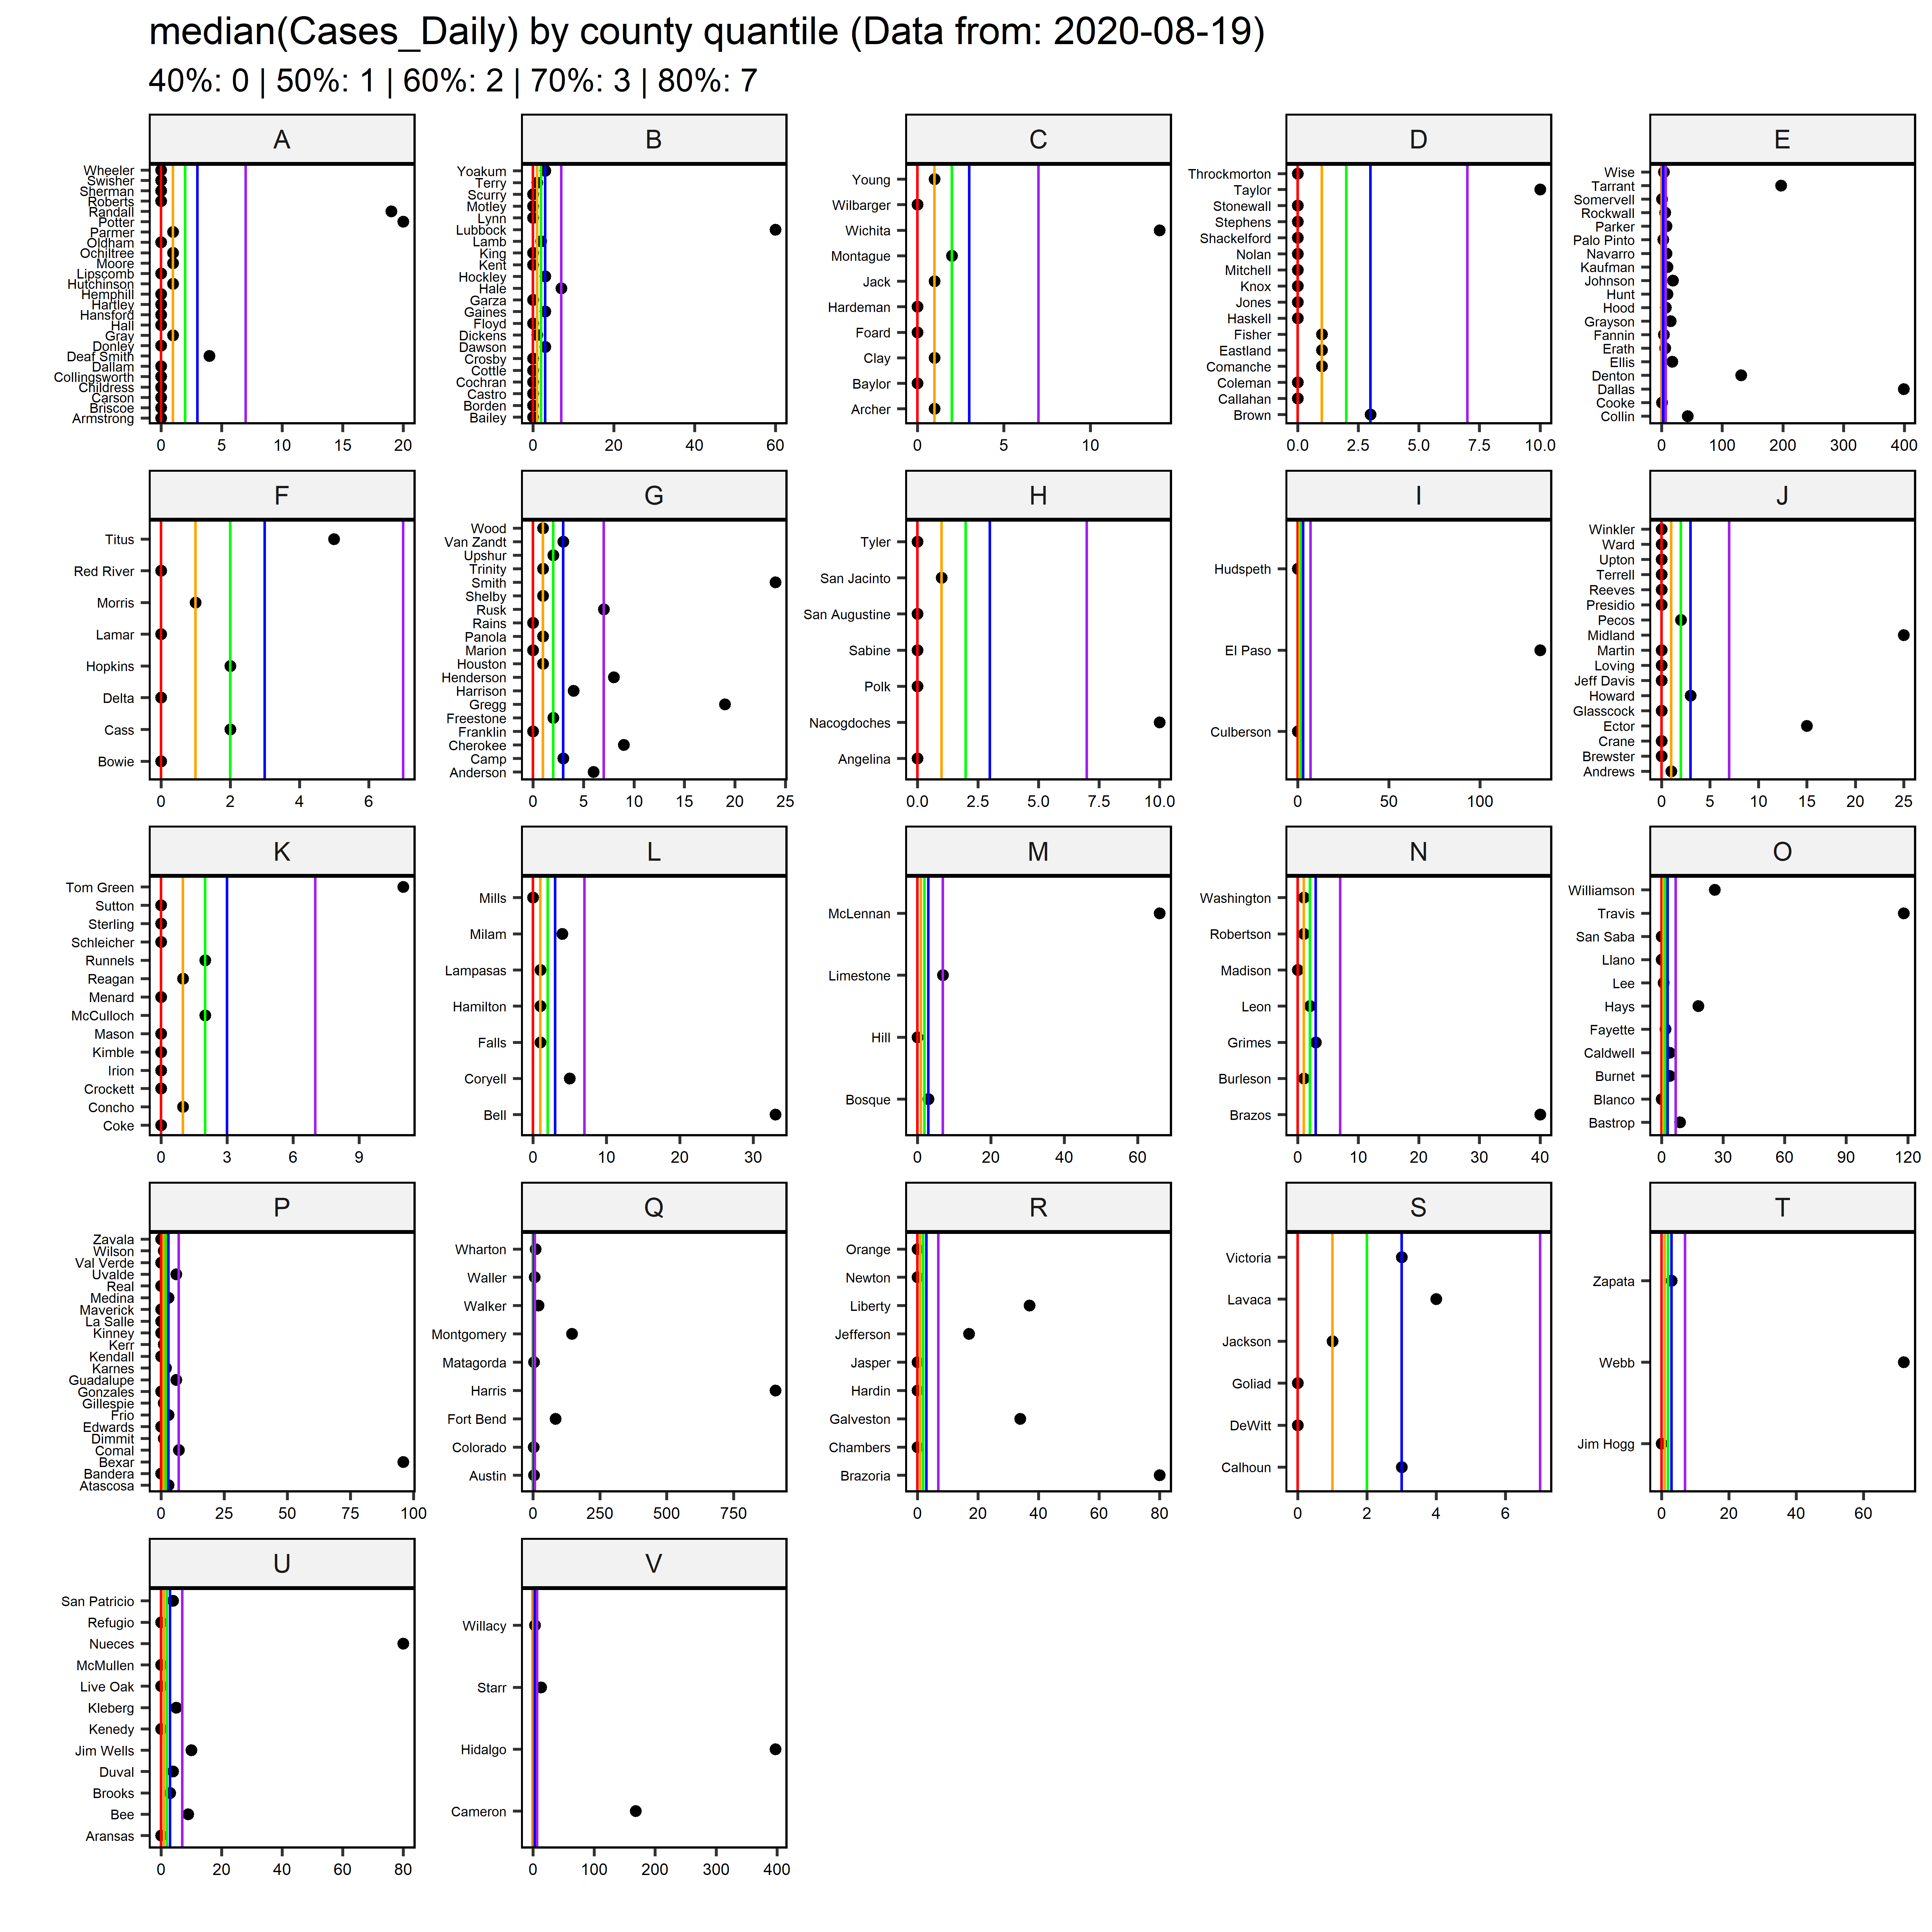 median(Cases_Daily) by county quantile (Data from: 2020-08-19)
40%: 0 | 50%: 1 | 60%: 2 | 70%: 3 | 80%: 7
A
Wheeler
Swisher
Sherman
Roberts
Randall
Potter
Parmer
Oldham
Ochiltree
Moore
Lipscomb
Hutchinson
Hemphill
Hartley
Hansford
Hall
Gray
Donley
Deaf Smith
Dallam
Collingsworth
Childress
Carson
Briscoe
Armstrong
0 5 10 15 20
B
Yoakum
Terry
Scurry
Motley
Lynn
Lubbock
Lamb
King
Kent
Hockley
Hale
Garza
Gaines
Floyd
Dickens
Dawson
Crosby
Cottle
Cochran
Castro
Borden
Bailey
0 20 40 60
C
Young
Wilbarger
Wichita
Montague
Jack
Hardeman
Foard
Clay
Baylor
Archer
0 5 10
D
Throckmorton
Taylor
Stonewall
Stephens
Shackelford
Nolan
Mitchell
Knox
Jones
Haskell
Fisher
Eastland
Comanche
Coleman
Callahan
Brown
0.0 2.5 5.0 7.5 10.0
E
Wise
Tarrant
Somervell
Rockwall
Parker
Palo Pinto
Navarro
Kaufman
Johnson
Hunt
Hood
Grayson
Fannin
Erath
Ellis
Denton
Dallas
Cooke
Collin
0 100 200 300 400
F
Titus
Red River
Morris
Lamar
Hopkins
Delta
Cass
Bowie
0 2 4 6
G
Wood
Van Zandt
Upshur
Trinity
Smith
Shelby
Rusk
Rains
Panola
Marion
Houston
Henderson
Harrison
Gregg
Freestone
Franklin
Cherokee
Camp
Anderson
0 5 10 15 20 25
H
Tyler
San Jacinto
San Augustine
Sabine
Polk
Nacogdoches
Angelina
0.0 2.5 5.0 7.5 10.0
I
Hudspeth
El Paso
Culberson
0 50 100
J
Winkler
Ward
Upton
Terrell
Reeves
Presidio
Pecos
Midland
Martin
Loving
Jeff Davis
Howard
Glasscock
Ector
Crane
Brewster
Andrews
0 5 10 15 20 25
K
Tom Green
Sutton
Sterling
Schleicher
Runnels
Reagan
Menard
McCulloch
Mason
Kimble
Irion
Crockett
Concho
Coke
0 3 6 9
L
Mills
Milam
Lampasas
Hamilton
Falls
Coryell
Bell
0 10 20 30
M
McLennan
Limestone
Hill
Bosque
0 20 40 60
N
Washington
Robertson
Madison
Leon
Grimes
Burleson
Brazos
0 10 20 30 40
O
Williamson
Travis
San Saba
Llano
Lee
Hays
Fayette
Caldwell
Burnet
Blanco
Bastrop
0 30 60 90 120
P
Zavala
Wilson
Val Verde
Uvalde
Real
Medina
Maverick
La Salle
Kinney
Kerr
Kendall
Karnes
Guadalupe
Gonzales
Gillespie
Frio
Edwards
Dimmit
Comal
Bexar
Bandera
Atascosa
0 25 50 75 100
Q
Wharton
Waller
Walker
Montgomery
Matagorda
Harris
Fort Bend
Colorado
Austin
0 250 500 750
R
Orange
Newton
Liberty
Jefferson
Jasper
Hardin
Galveston
Chambers
Brazoria
0 20 40 60 80
S
Victoria
Lavaca
Jackson
Goliad
DeWitt
Calhoun
0 2 4 6
T
Zapata
Webb
Jim Hogg
0 20 40 60
U
San Patricio
Refugio
Nueces
McMullen
Live Oak
Kleberg
Kenedy
Jim Wells
Duval
Brooks
Bee
Aransas
0 20 40 60 80
V
Willacy
Starr
Hidalgo
Cameron
0 100 200 300 400